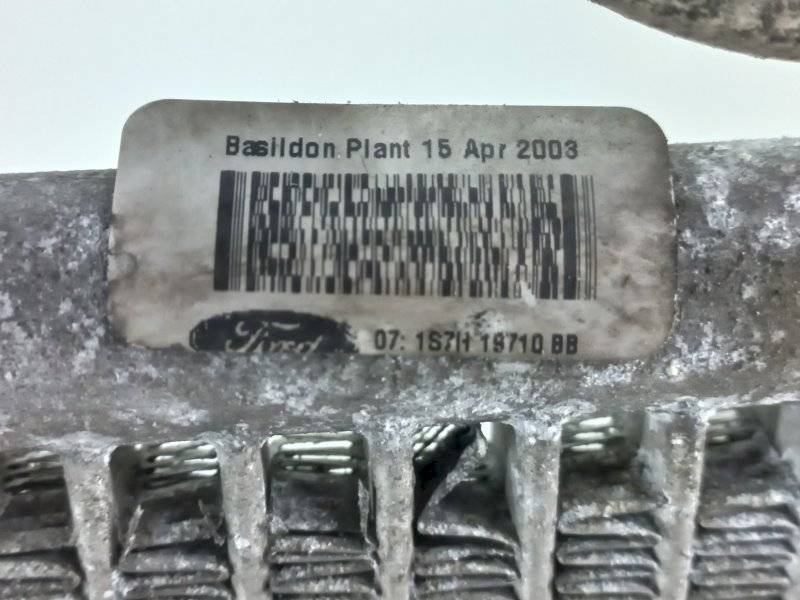 Basildon Plant 15 Apr 2003
Ford
07: 1S7H 19710 BB